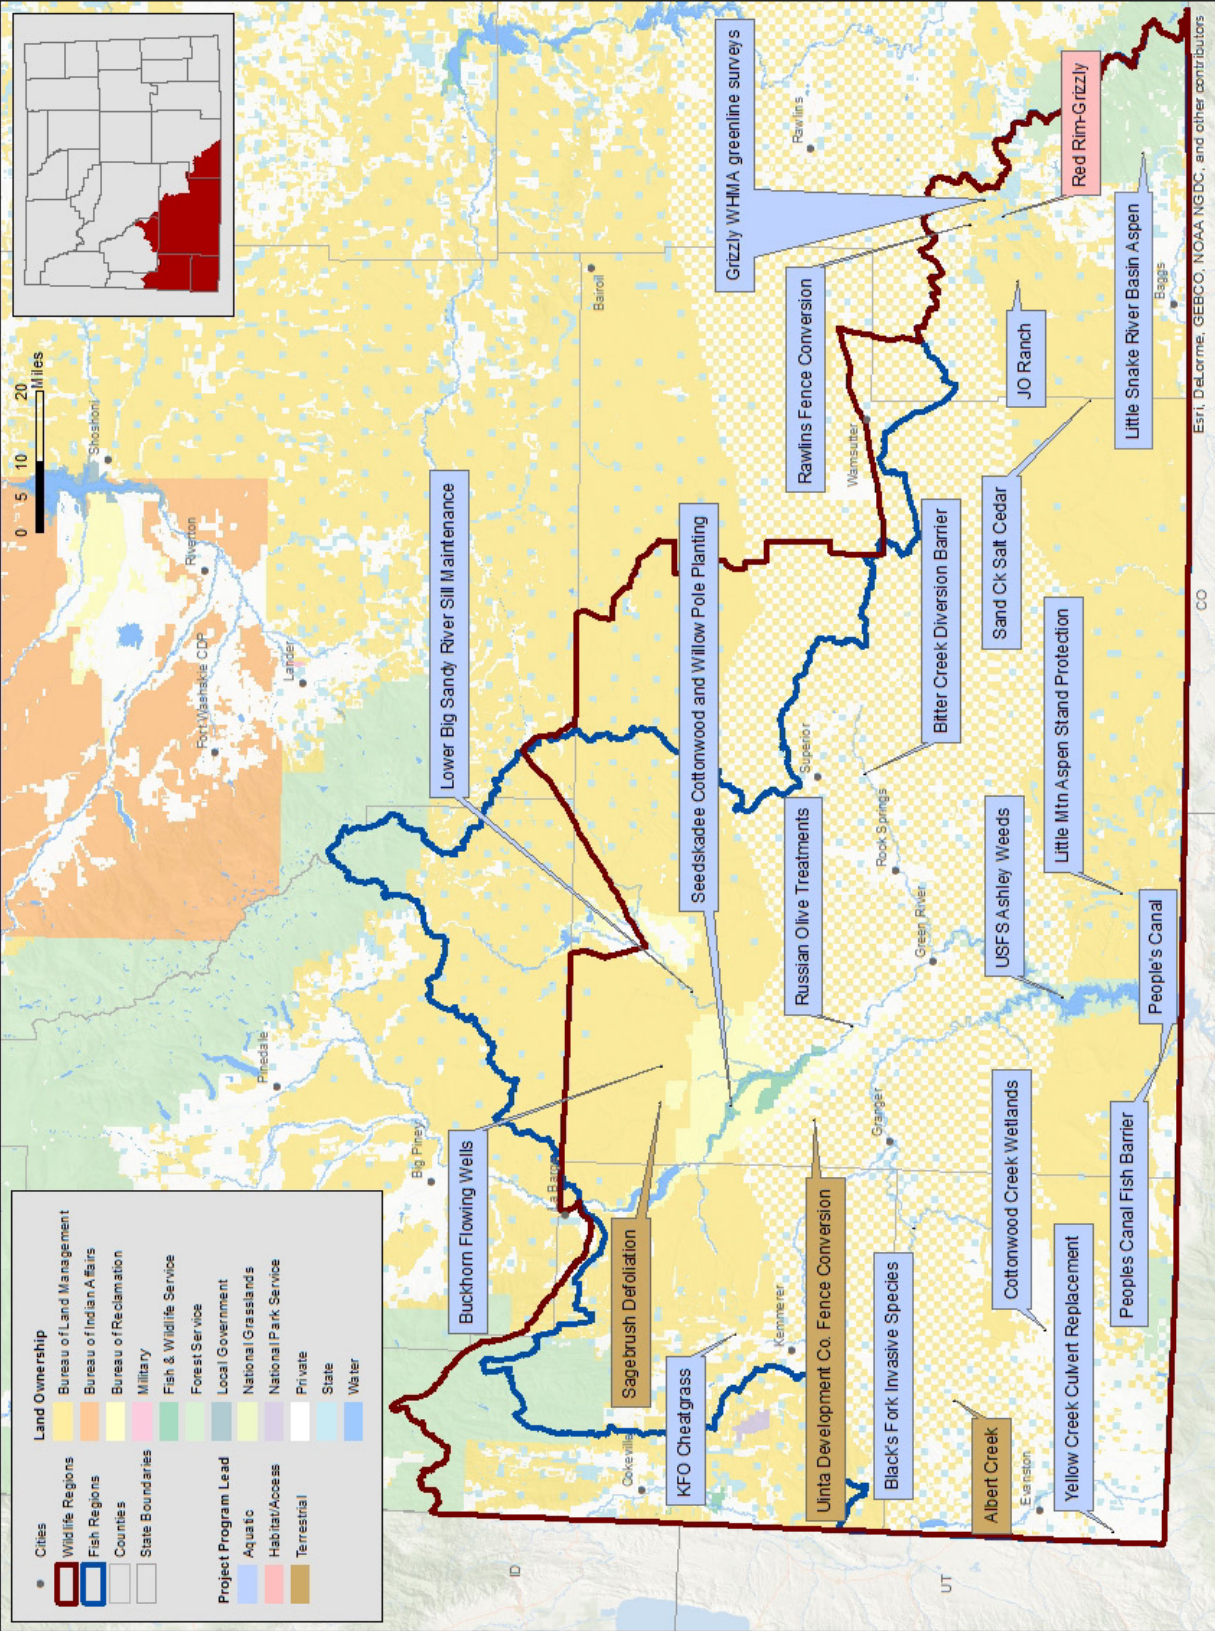 Cities
Wildlife Regions
Fish Regions
Counties
State Boundaries
Project Program Lead
Aquatic
Habitat/Access
Terrestrial
Land Ownership
Bureau of Land Management
Bureau of Indian Affairs
Bureau of Reclamation
Military
Fish & Wildlife Service
Forest Service
Local Government
National Grasslands
National Park Service
Private
State
Water
0 5 10 20
Miles
Shoshoni
Riverton
Fort Washakie CDP
Lander
Pinedale
Big Piney
Bairoil
Rawlins
Lower Big Sandy River Sill Maintenance
Buckhorn Flowing Wells
Seedskadee Cottonwood and Willow Pole Planting
Grizzly WHMA greenline surveys
Sagebrush Defoliation
Cokeville
KFO Cheatgrass
Kemmerer
Superior
Wamsutter
Rawlins Fence Conversion
Russian Olive Treatments
Uinta Development Co. Fence Conversion
Granger
Rock Springs
Green River
Black's Fork Invasive Species
Bitter Creek Diversion Barrier
Albert Creek
Evanston
Cottonwood Creek Wetlands
USFS Ashley Weeds
Sand Ck Salt Cedar
JO Ranch
Red Rim-Grizzly
Yellow Creek Culvert Replacement
Little Mtn Aspen Stand Protection
Peoples Canal Fish Barrier
People's Canal
Little Snake River Basin Aspen
Baggs
ID
UT
CO
Esri, DeLorme, GEBCO, NOAA NGDC, and other contributors